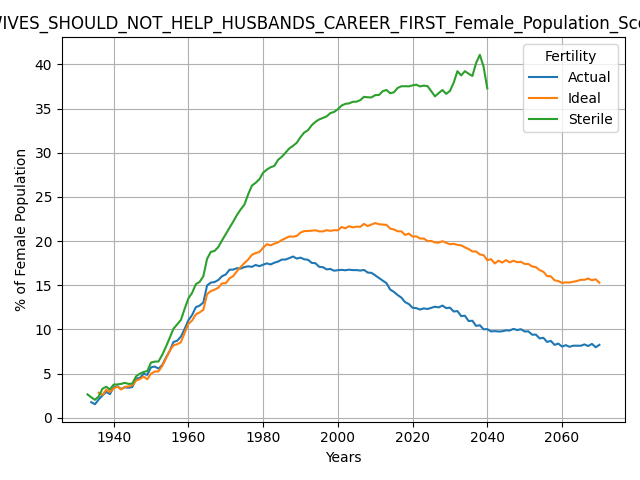 WIVES_SHOULD_NOT_HELP_HUSBANDS_CAREER_FIRST_Female_Population_Sc
Fertility
Actual
Ideal
Sterile
% of Female Population
40
35
30
25
20
15
10
5
0
1940 1960 1980 2000 2020 2040 2060
Years